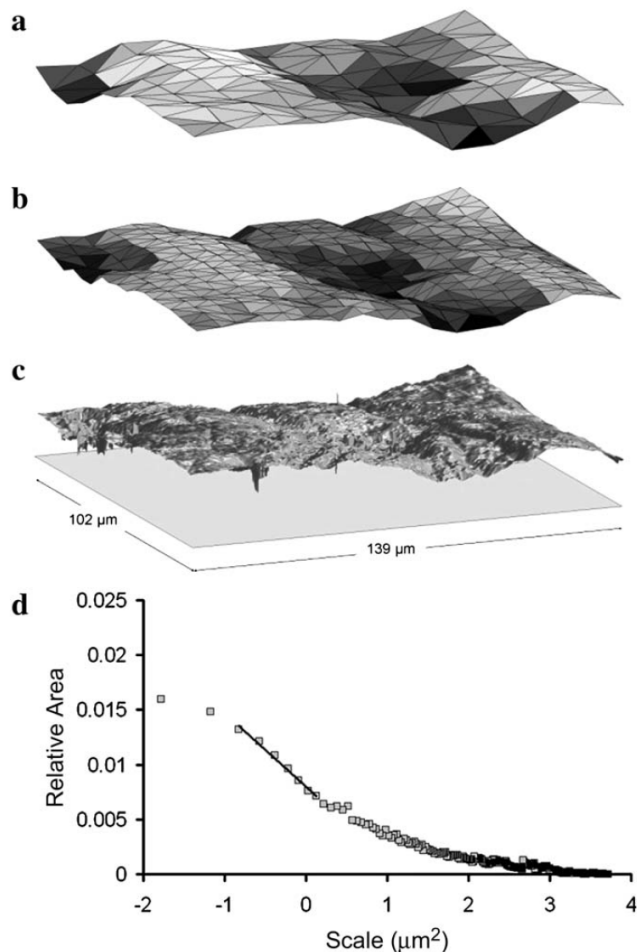 a
b
c
102 µm
139 µm
d
0.025
0.02
0.015
0.01
0.005
0
Relative Area
-2 -1 0 1 2 3 4
Scale (µm²)